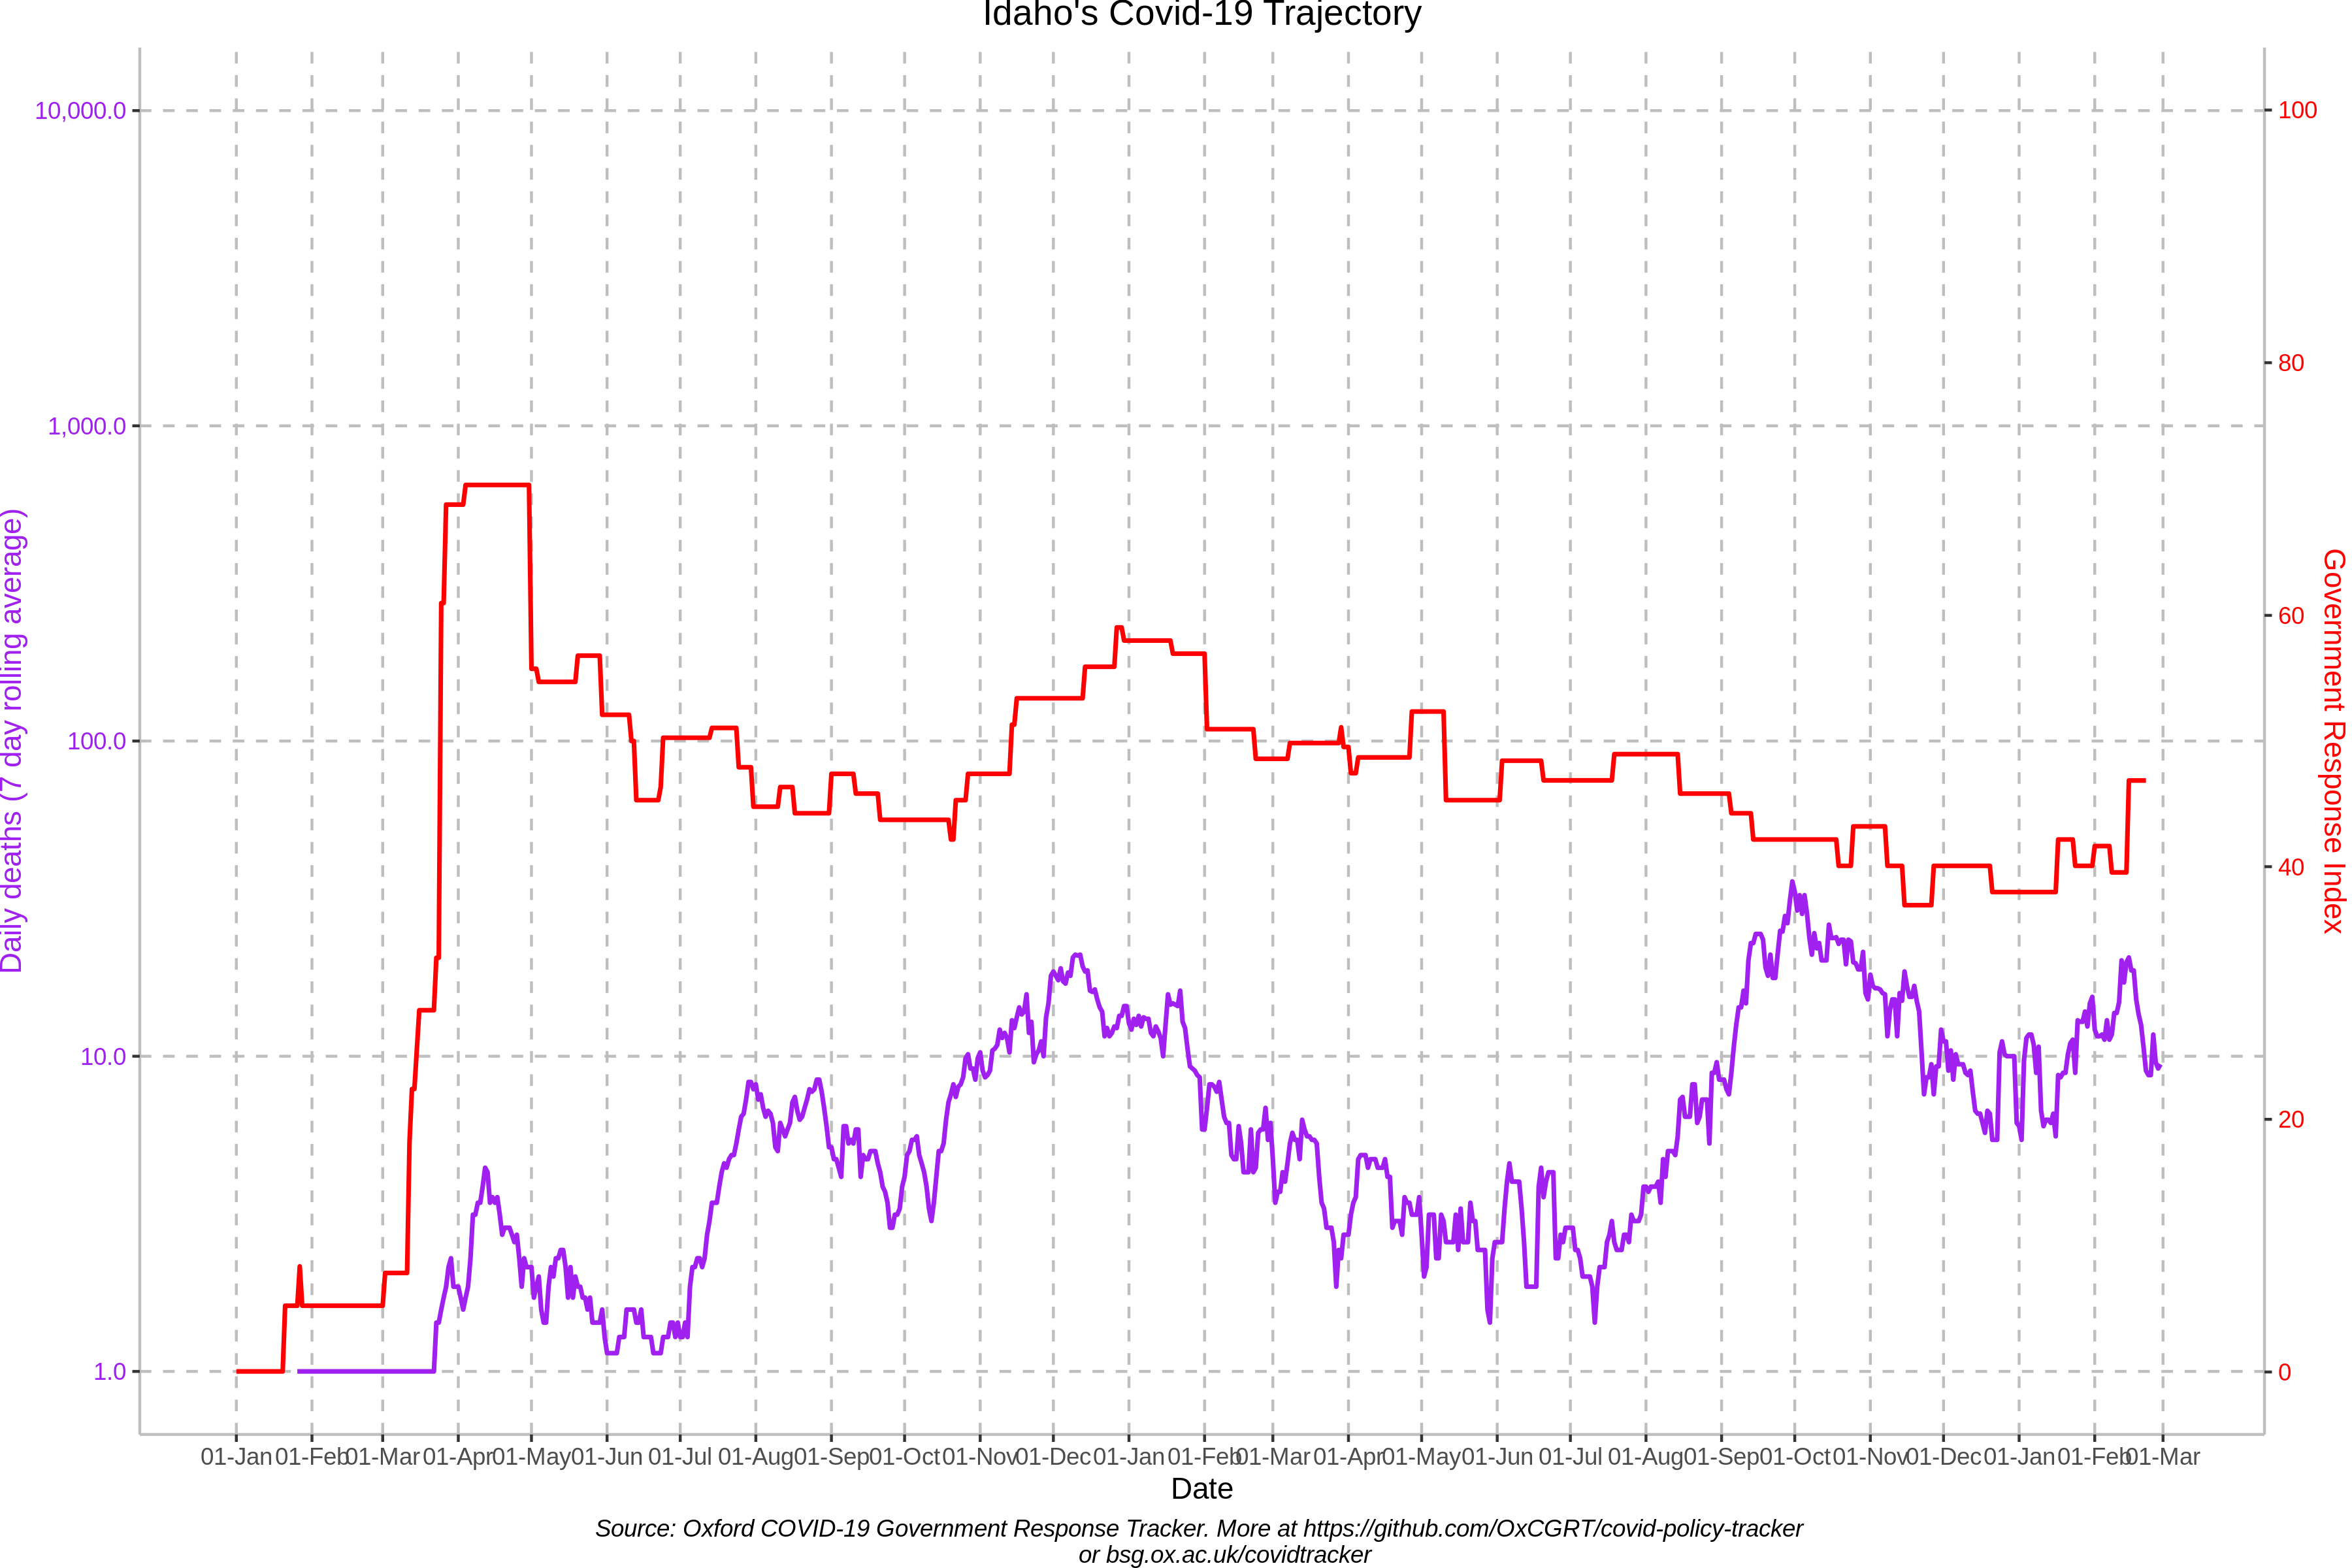 Idaho's Covid-19 Trajectory
10,000.0
1,000.0
100.0
10.0
1.0
Daily deaths (7 day rolling average)
100
80
60
40
20
0
Government Response Index
01-Jan 01-Feb 01-Mar 01-Apr 01-May 01-Jun 01-Jul 01-Aug 01-Sep 01-Oct 01-Nov 01-Dec 01-Jan 01-Feb 01-Mar 01-Apr 01-May 01-Jun 01-Jul 01-Aug 01-Sep 01-Oct 01-Nov 01-Dec 01-Jan 01-Feb 01-Mar
Date
Source: Oxford COVID-19 Government Response Tracker. More at https://github.com/OxCGRT/covid-policy-tracker
or bsg.ox.ac.uk/covidtracker